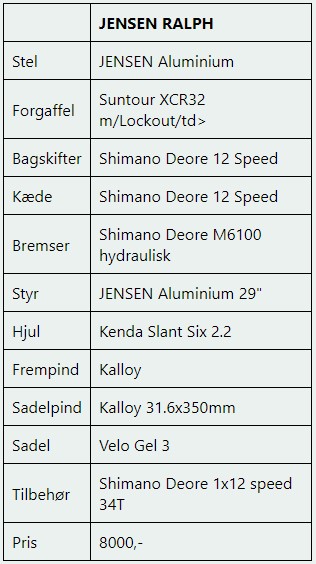 JENSEN RALPH
Stel JENSEN Aluminium
Forgaffel Suntour XCR32
m/Lockout/td>
Bagskifter Shimano Deore 12 Speed
Kæde Shimano Deore 12 Speed
Bremser Shimano Deore M6100
hydraulisk
Styr JENSEN Aluminium 29"
Hjul Kenda Slant Six 2.2
Frempind Kalloy
Sadelpind Kalloy 31.6x350mm
Sadel Velo Gel 3
Tilbehør Shimano Deore 1x12 speed
34T
Pris 8000,-